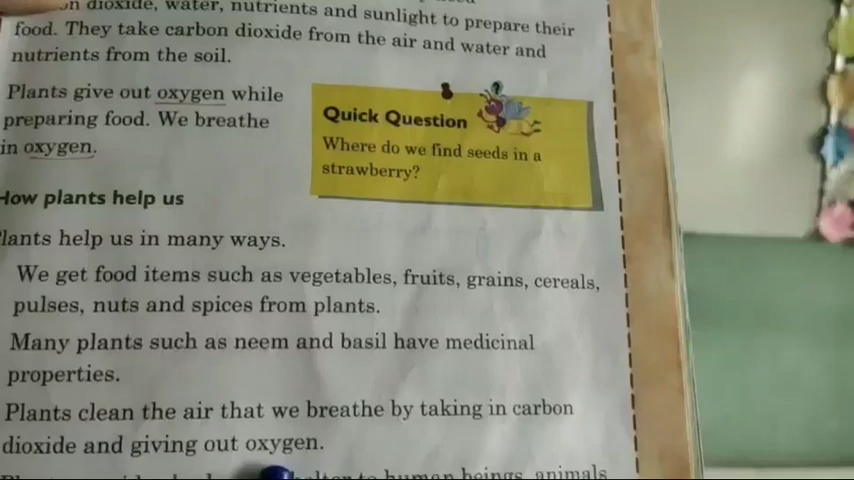 dioxide, water, nutrients and sunlight to prepare their
food. They take carbon dioxide from the air and water and
nutrients from the soil.
Plants give out oxygen while
preparing food. We breathe
in oxygen.
Quick Question
Where do we find seeds in a
strawberry?
How plants help us
lants help us in many ways.
We get food items such as vegetables, fruits, grains, cereals,
pulses, nuts and spices from plants.
Many plants such as neem and basil have medicinal
properties.
Plants clean the air that we breathe by taking in carbon
dioxide and giving out oxygen.
to human beings, animals